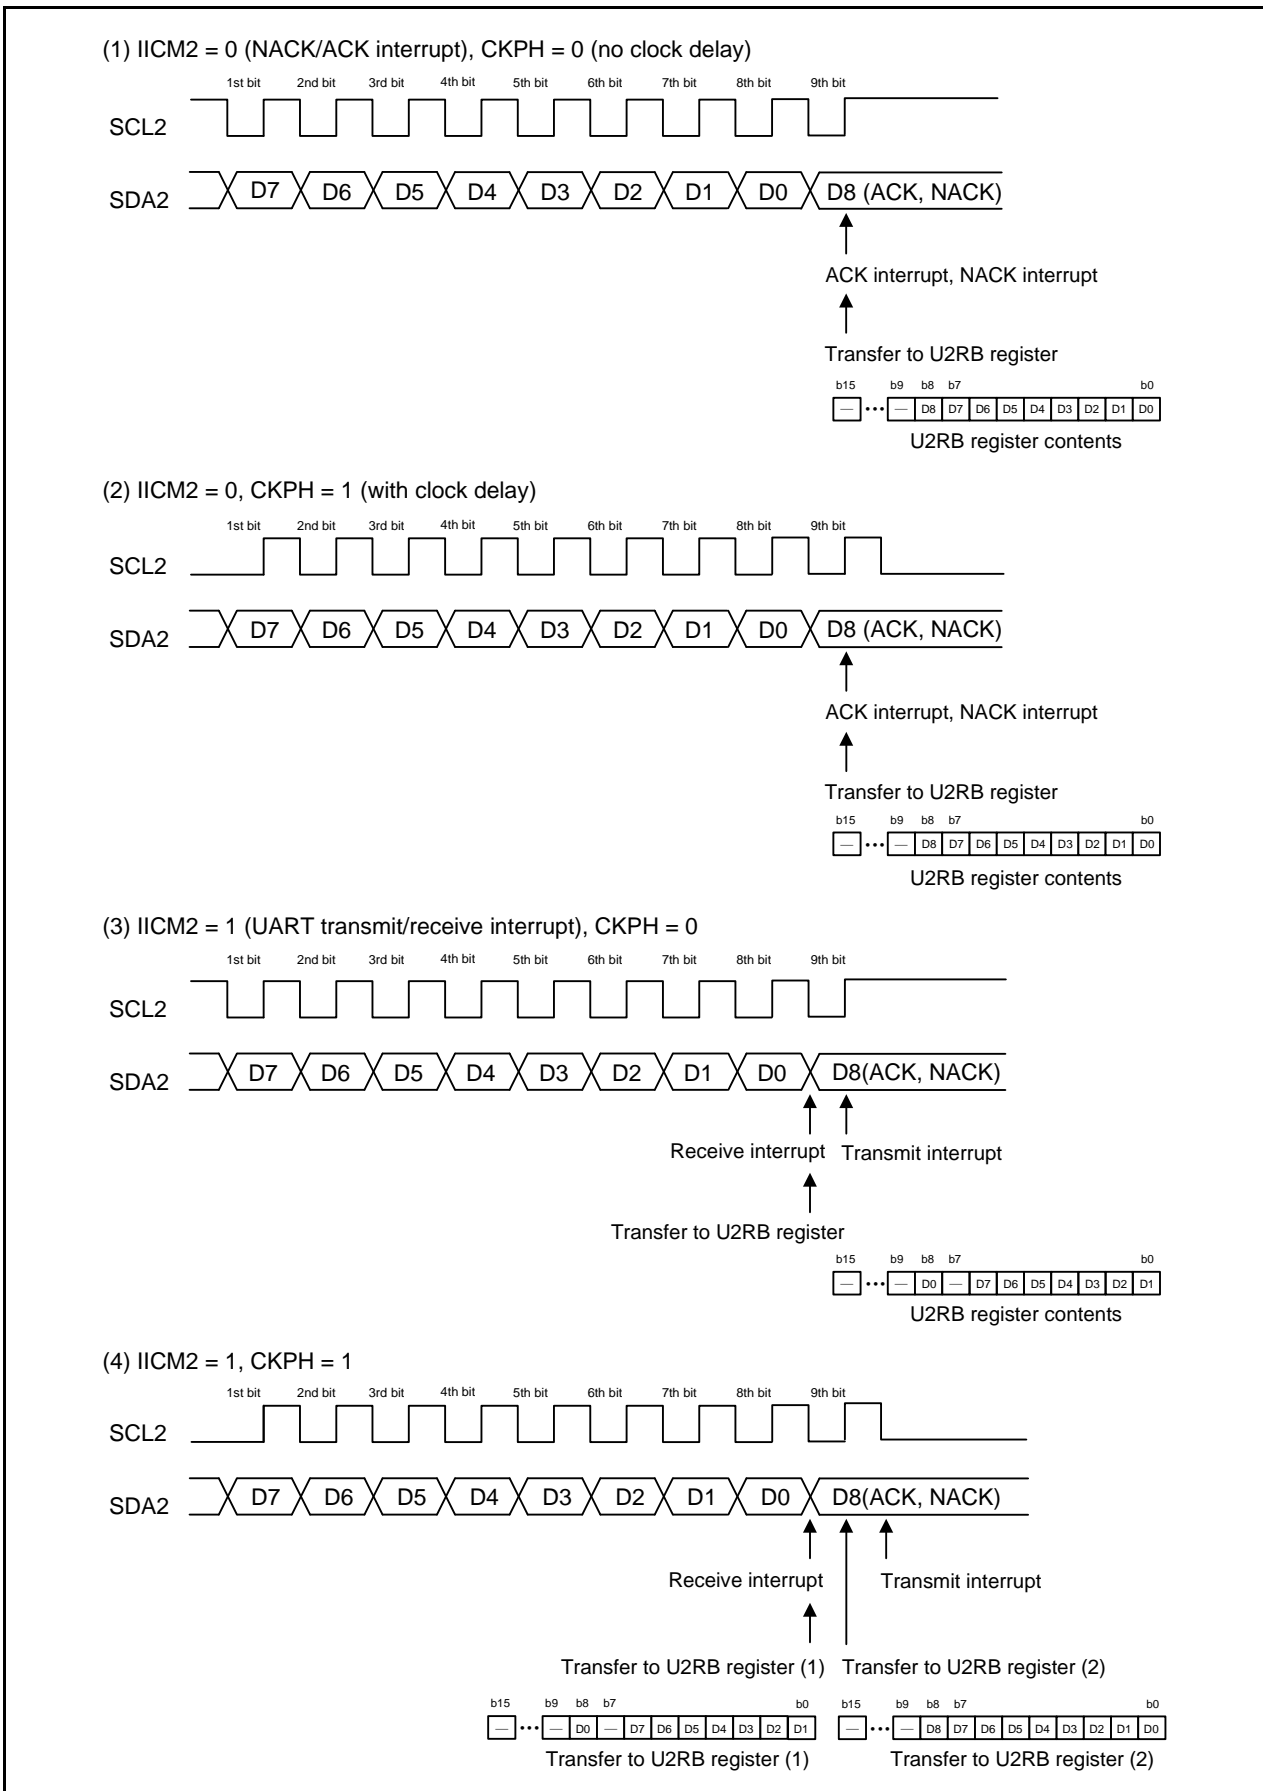 (1) IICM2 = 0 (NACK/ACK interrupt), CKPH = 0 (no clock delay)
1st bit 2nd bit 3rd bit 4th bit 5th bit 6th bit 7th bit 8th bit 9th bit
SCL2
SDA2 D7 D6 D5 D4 D3 D2 D1 D0 D8 (ACK, NACK)
ACK interrupt, NACK interrupt
Transfer to U2RB register
b15 b9 b8 b7 b0
— ••• — D8 D7 D6 D5 D4 D3 D2 D1 D0
U2RB register contents
(2) IICM2 = 0, CKPH = 1 (with clock delay)
1st bit 2nd bit 3rd bit 4th bit 5th bit 6th bit 7th bit 8th bit 9th bit
SCL2
SDA2 D7 D6 D5 D4 D3 D2 D1 D0 D8 (ACK, NACK)
ACK interrupt, NACK interrupt
Transfer to U2RB register
b15 b9 b8 b7 b0
— ••• — D8 D7 D6 D5 D4 D3 D2 D1 D0
U2RB register contents
(3) IICM2 = 1 (UART transmit/receive interrupt), CKPH = 0
1st bit 2nd bit 3rd bit 4th bit 5th bit 6th bit 7th bit 8th bit 9th bit
SCL2
SDA2 D7 D6 D5 D4 D3 D2 D1 D0 D8(ACK, NACK)
Receive interrupt Transmit interrupt
Transfer to U2RB register
b15 b9 b8 b7 b0
— ••• — D0 — D7 D6 D5 D4 D3 D2 D1
U2RB register contents
(4) IICM2 = 1, CKPH = 1
1st bit 2nd bit 3rd bit 4th bit 5th bit 6th bit 7th bit 8th bit 9th bit
SCL2
SDA2 D7 D6 D5 D4 D3 D2 D1 D0 D8(ACK, NACK)
Receive interrupt Transmit interrupt
Transfer to U2RB register (1) Transfer to U2RB register (2)
b15 b9 b8 b7 b0 b15 b9 b8 b7 b0
— ••• — D0 — D7 D6 D5 D4 D3 D2 D1 — ••• — D8 D7 D6 D5 D4 D3 D2 D1 D0
Transfer to U2RB register (1) Transfer to U2RB register (2)